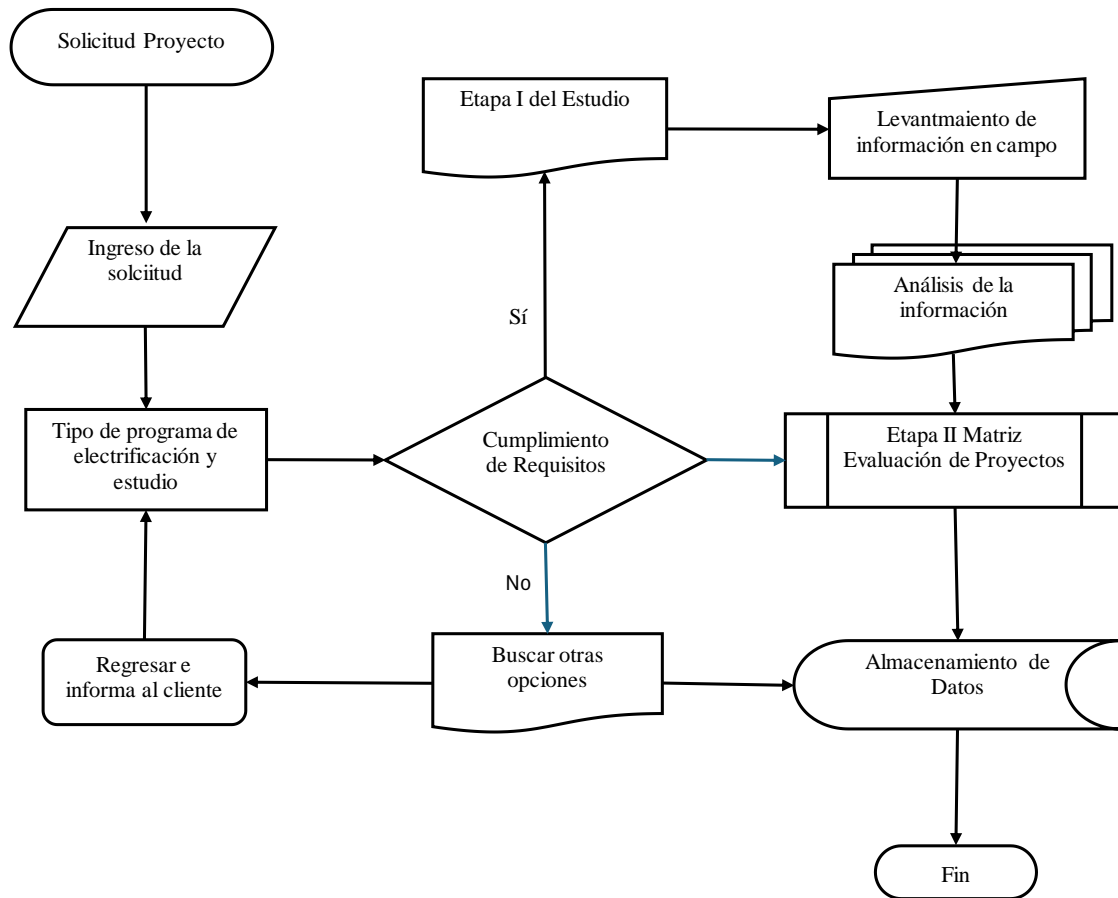 Solicitud Proyecto
Etapa I del Estudio
Levantmaiento de
información en campo
Ingreso de la
solciitud
Análisis de la
información
Sí
Tipo de programa de
electrificación y
estudio
Cumplimiento
de Requisitos
Etapa II Matriz
Evaluación de Proyectos
No
Regresar e
informa al cliente
Buscar otras
opciones
Almacenamiento de
Datos
Fin